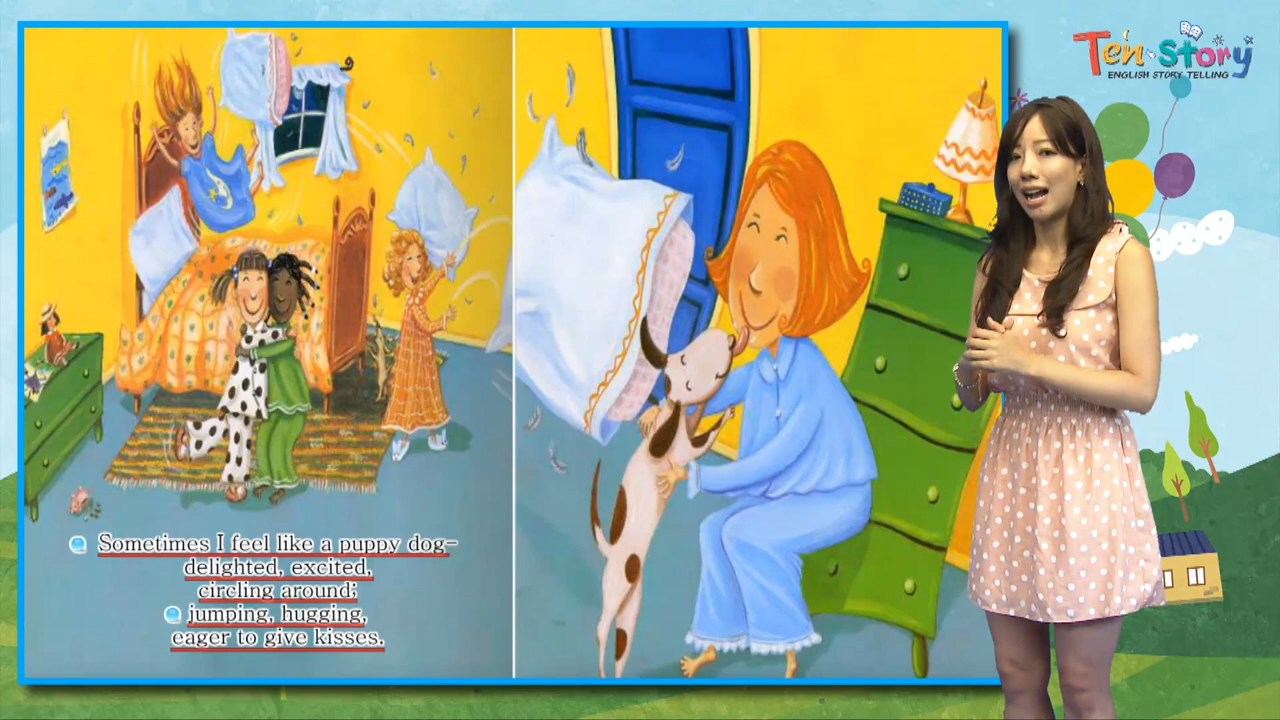 Ten Story
ENGLISH STORY TELLING
Sometimes I feel like a puppy dog-
delighted, excited,
circling around;
jumping, hugging,
eager to give kisses.